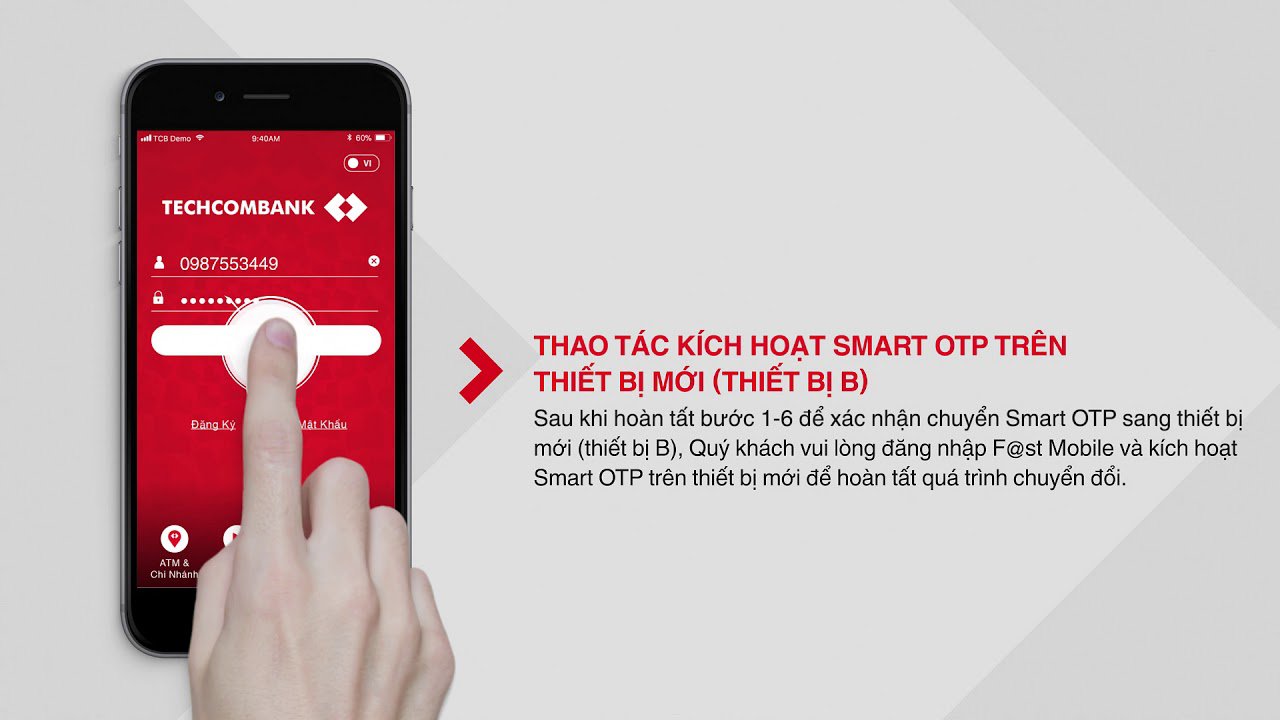 TCB Demo
9:40AM
60%
VI
TECHCOMBANK
0987553449
Đăng Ký
Mật Khẩu
ATM &
Chi Nhánh
THAO TÁC KÍCH HOẠT SMART OTP TRÊN
THIẾT BỊ MỚI (THIẾT BỊ B)
Sau khi hoàn tất bước 1-6 để xác nhận chuyển Smart OTP sang thiết bị
mới (thiết bị B), Quý khách vui lòng đăng nhập F@st Mobile và kích hoạt
Smart OTP trên thiết bị mới để hoàn tất quá trình chuyển đổi.